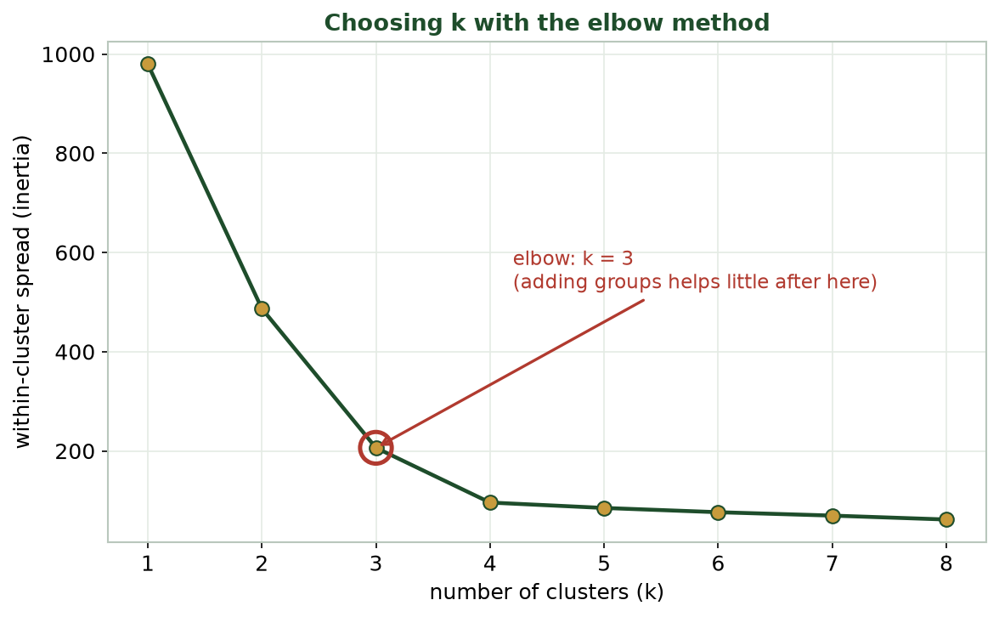 Choosing k with the elbow method
within-cluster spread (inertia)
1000
800
600
400
200
elbow: k = 3
(adding groups helps little after here)
1 2 3 4 5 6 7 8
number of clusters (k)